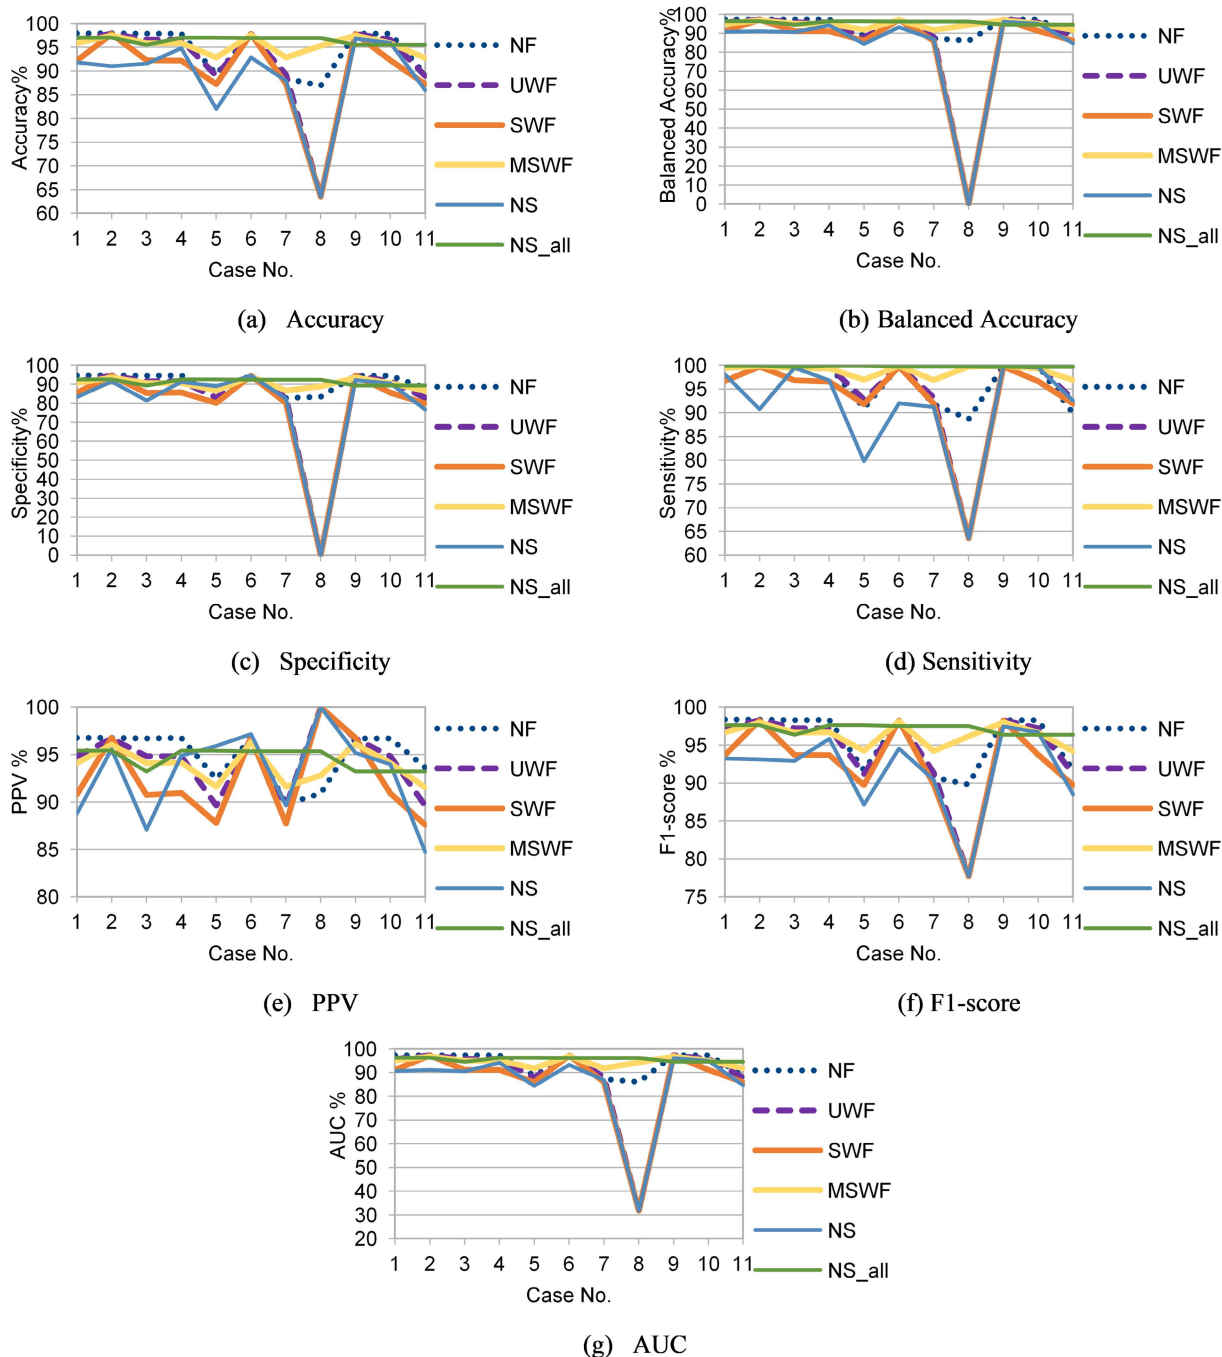 Accuracy%
100
95
90
85
80
75
70
65
60
1 2 3 4 5 6 7 8 9 10 11
Case No.
NF
UWF
SWF
MSWF
NS
NS_all
(a) Accuracy
Balanced Accuracy%
100
90
80
70
60
50
40
30
20
10
0
1 2 3 4 5 6 7 8 9 10 11
Case No.
NF
UWF
SWF
MSWF
NS
NS_all
(b) Balanced Accuracy
Specificity%
100
90
80
70
60
50
40
30
20
10
0
1 2 3 4 5 6 7 8 9 10 11
Case No.
NF
UWF
SWF
MSWF
NS
NS_all
(c) Specificity
Sensitivity%
100
95
90
85
80
75
70
65
60
1 2 3 4 5 6 7 8 9 10 11
Case No.
NF
UWF
SWF
MSWF
NS
NS_all
(d) Sensitivity
PPV %
100
95
90
85
80
1 2 3 4 5 6 7 8 9 10 11
Case No.
NF
UWF
SWF
MSWF
NS
NS_all
(e) PPV
F1-score %
100
95
90
85
80
75
1 2 3 4 5 6 7 8 9 10 11
Case No.
NF
UWF
SWF
MSWF
NS
NS_all
(f) F1-score
AUC %
100
90
80
70
60
50
40
30
20
1 2 3 4 5 6 7 8 9 10 11
Case No.
NF
UWF
SWF
MSWF
NS
NS_all
(g) AUC